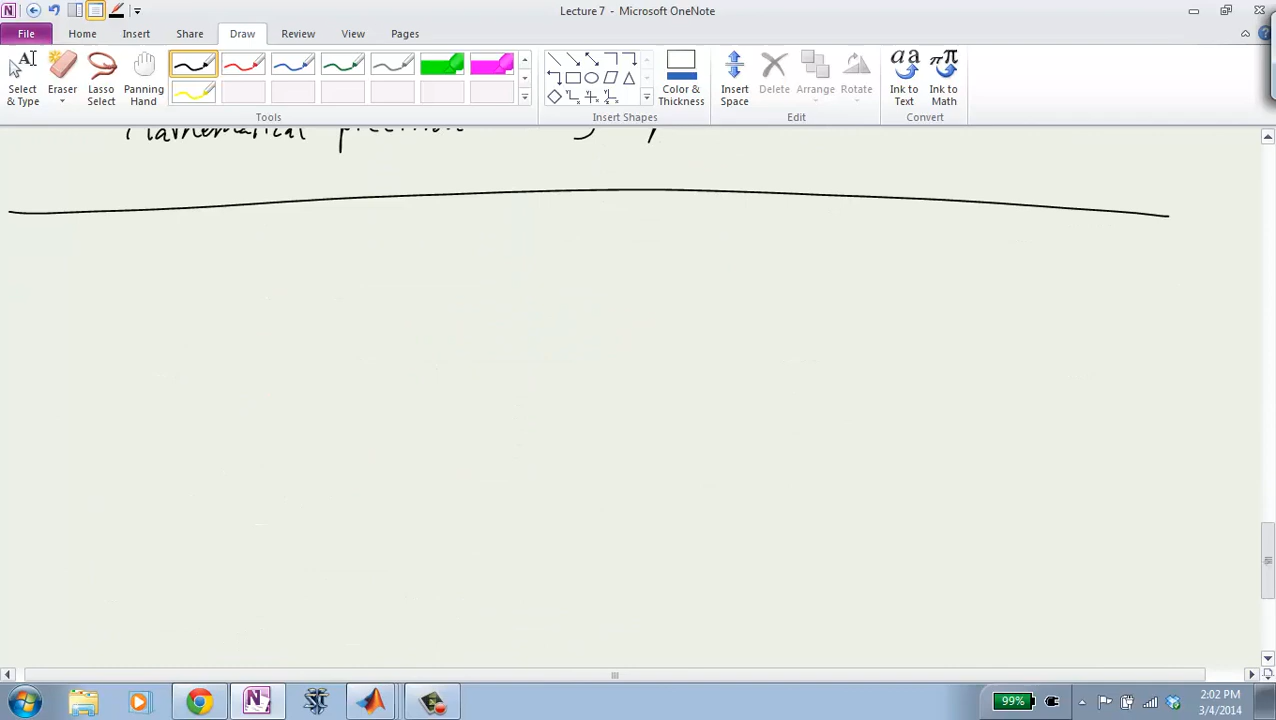 Lecture 7 - Microsoft OneNote
File Home Insert Share Draw Review View Pages
Select & Type
Eraser
Lasso Select
Panning Hand
Color & Thickness
Insert Space
Delete
Arrange
Rotate
Ink to Text
Ink to Math
Tools
Insert Shapes
Edit
Convert
Mathematical
99%
2:02 PM
3/4/2014